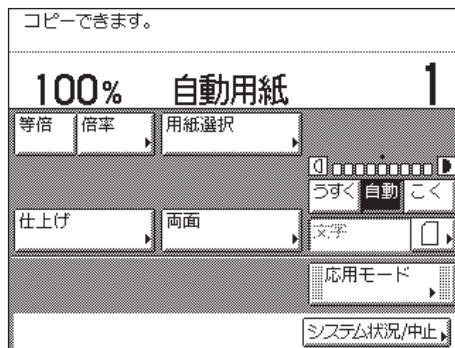 コピーできます。
100% 自動用紙 1
等倍 倍率 用紙選択
うすく 自動 こく
仕上げ 両面 文字
応用モード
システム状況/中止